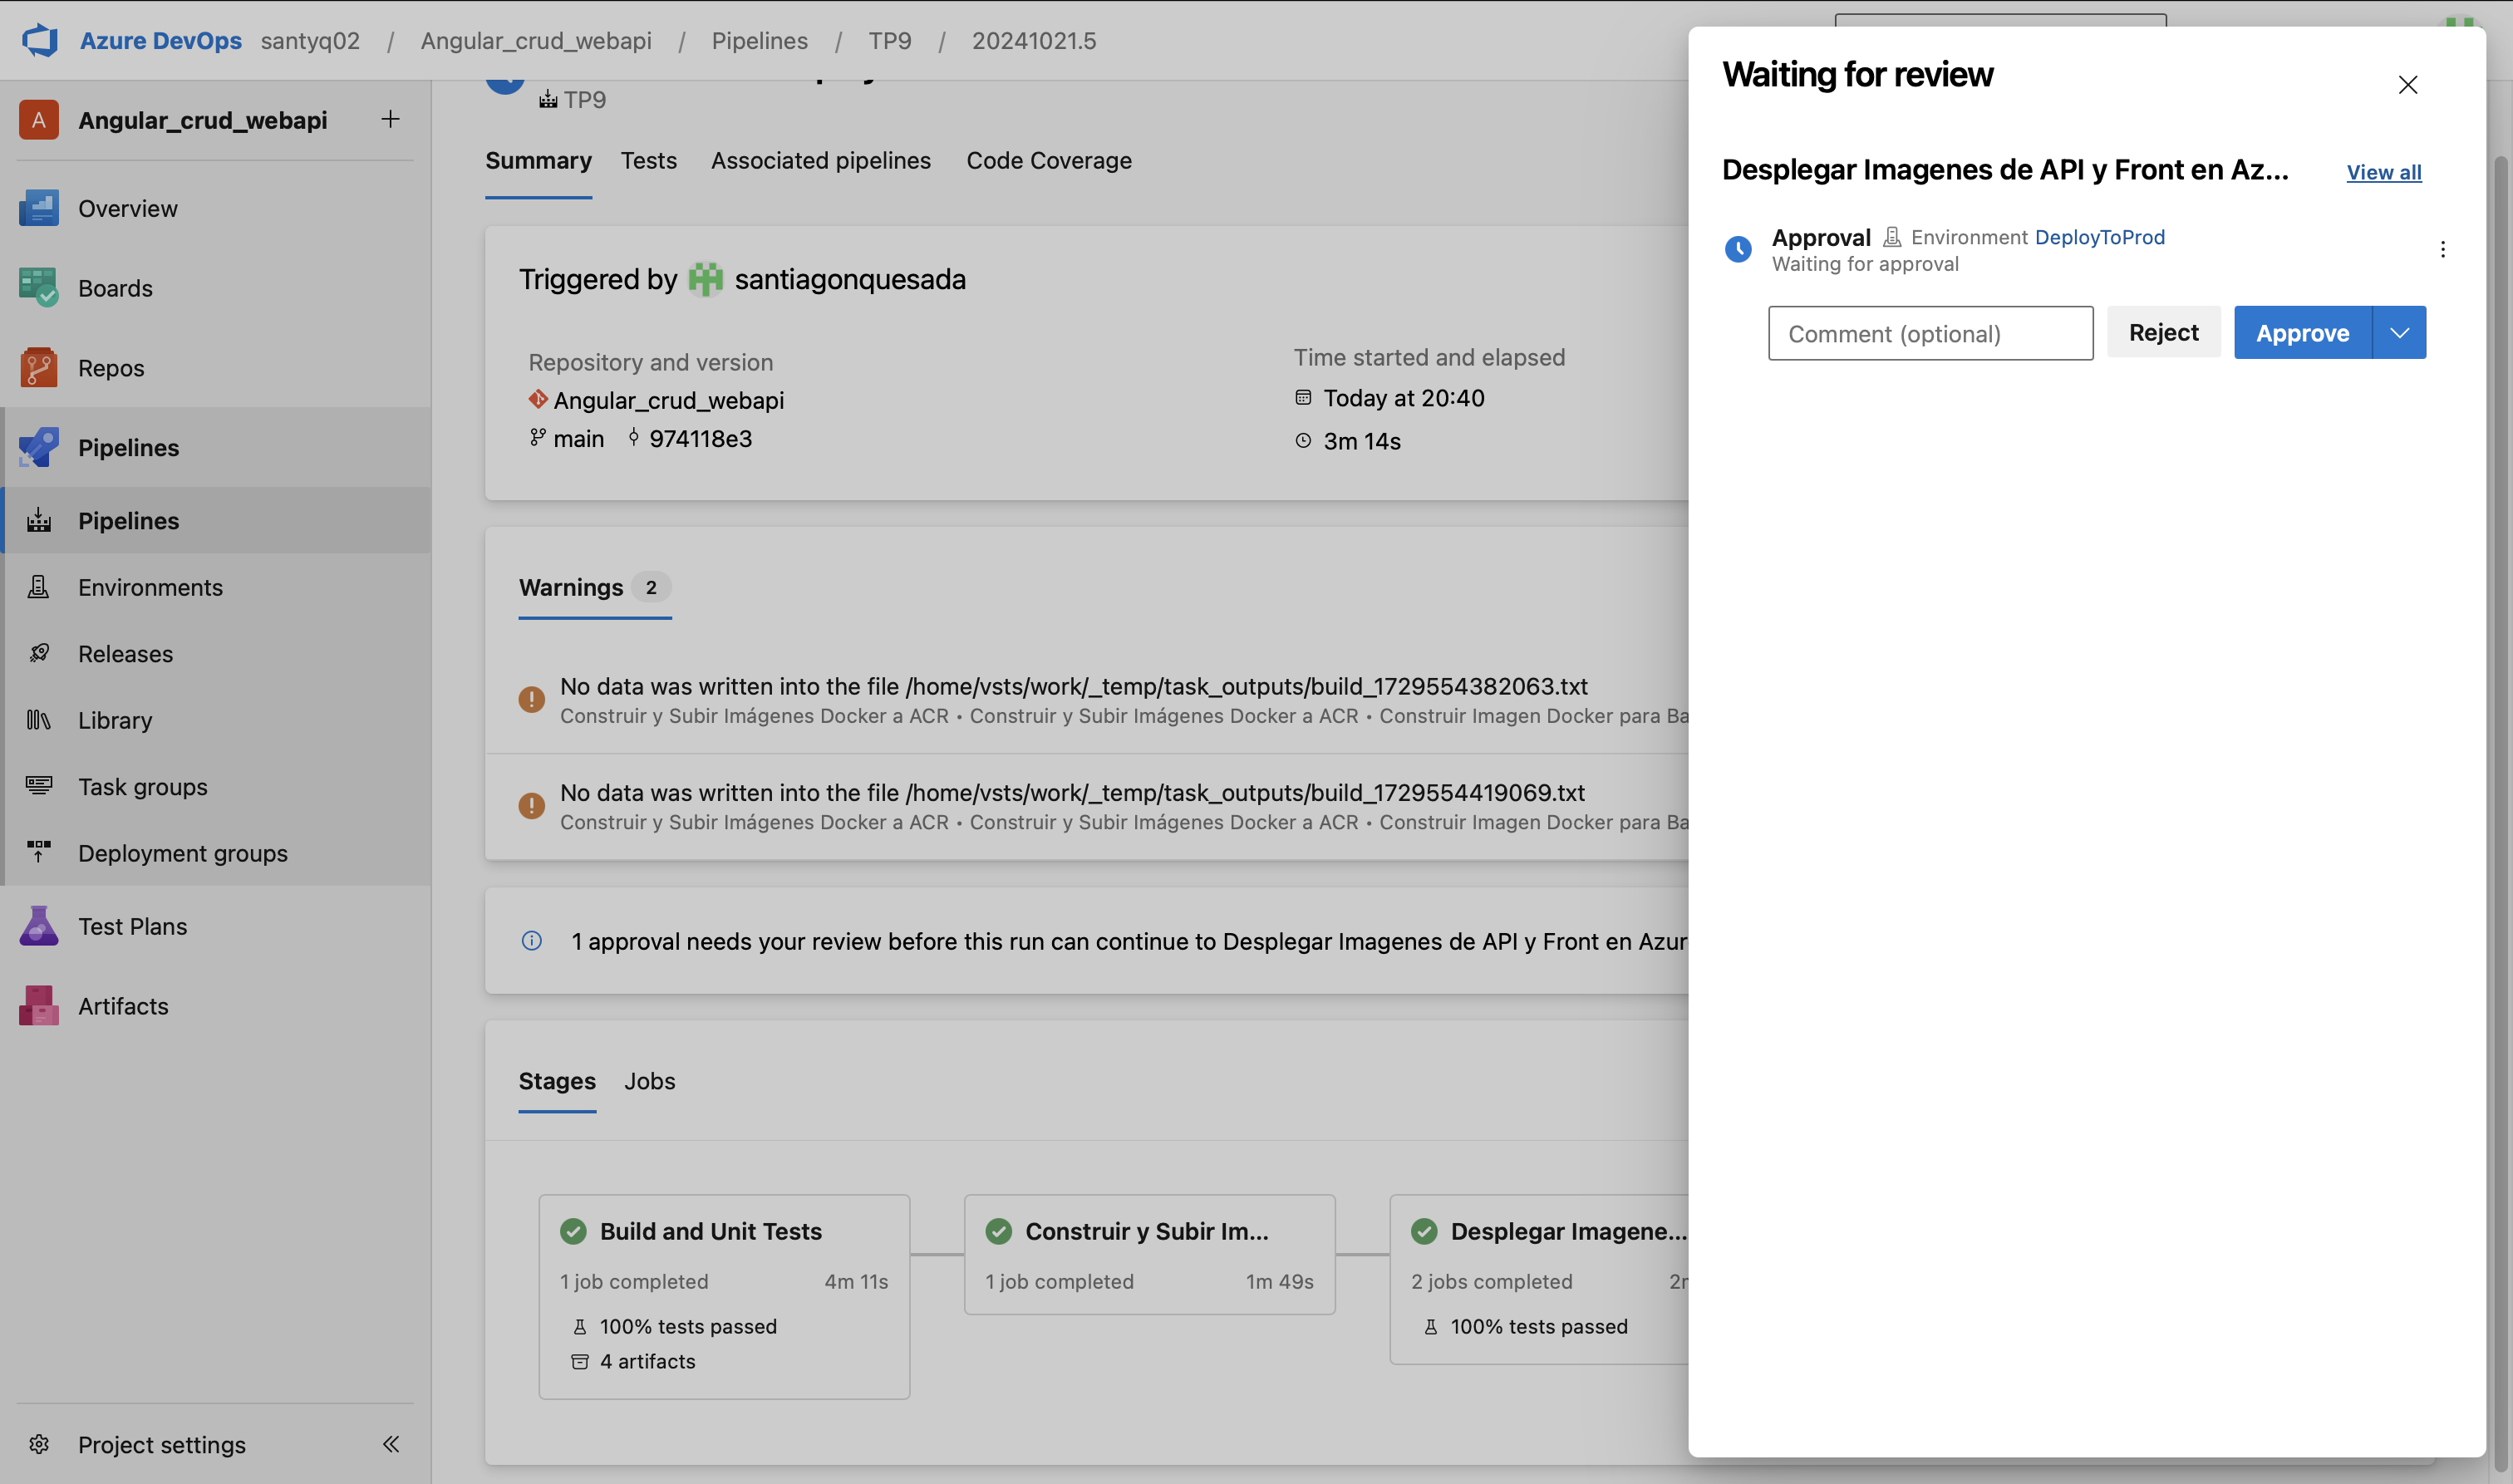 Azure DevOps santyq02 / Angular_crud_webapi / Pipelines / TP9 / 20241021.5
A Angular_crud_webapi
Overview
Boards
Repos
Pipelines
Pipelines
Environments
Releases
Library
Task groups
Deployment groups
Test Plans
Artifacts
Project settings
TP9
Summary Tests Associated pipelines Code Coverage
Triggered by santiagonquesada
Repository and version
Angular_crud_webapi
main 974118e3
Time started and elapsed
Today at 20:40
3m 14s
Warnings 2
No data was written into the file /home/vsts/work/_temp/task_outputs/build_1729554382063.txt
Construir y Subir Imágenes Docker a ACR • Construir y Subir Imágenes Docker a ACR • Construir Imagen Docker para Ba
No data was written into the file /home/vsts/work/_temp/task_outputs/build_1729554419069.txt
Construir y Subir Imágenes Docker a ACR • Construir y Subir Imágenes Docker a ACR • Construir Imagen Docker para Ba
1 approval needs your review before this run can continue to Desplegar Imagenes de API y Front en Azur
Stages Jobs
Build and Unit Tests
1 job completed 4m 11s
100% tests passed
4 artifacts
Construir y Subir Im...
1 job completed 1m 49s
Desplegar Imagene...
2 jobs completed 2m
100% tests passed
Waiting for review
Desplegar Imagenes de API y Front en Az... View all
Approval Environment DeployToProd
Waiting for approval
Comment (optional) Reject Approve